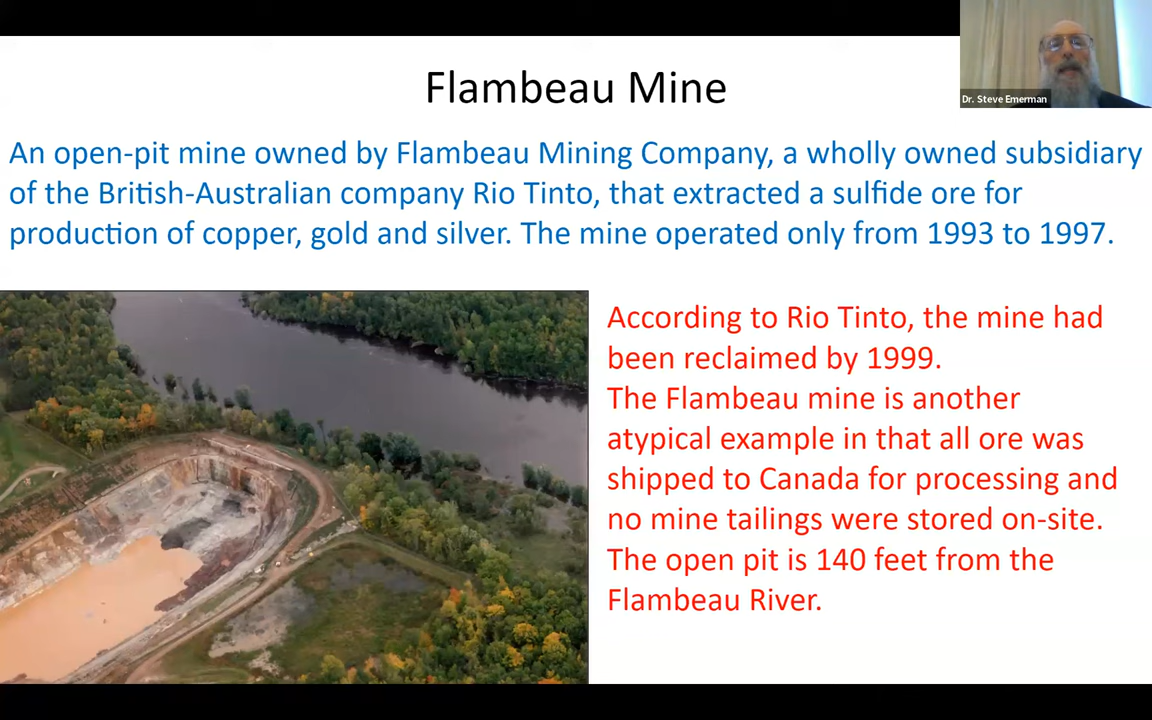 Flambeau Mine
Dr. Steve Emerman
An open-pit mine owned by Flambeau Mining Company, a wholly owned subsidiary
of the British-Australian company Rio Tinto, that extracted a sulfide ore for
production of copper, gold and silver. The mine operated only from 1993 to 1997.
According to Rio Tinto, the mine had
been reclaimed by 1999.
The Flambeau mine is another
atypical example in that all ore was
shipped to Canada for processing and
no mine tailings were stored on-site.
The open pit is 140 feet from the
Flambeau River.